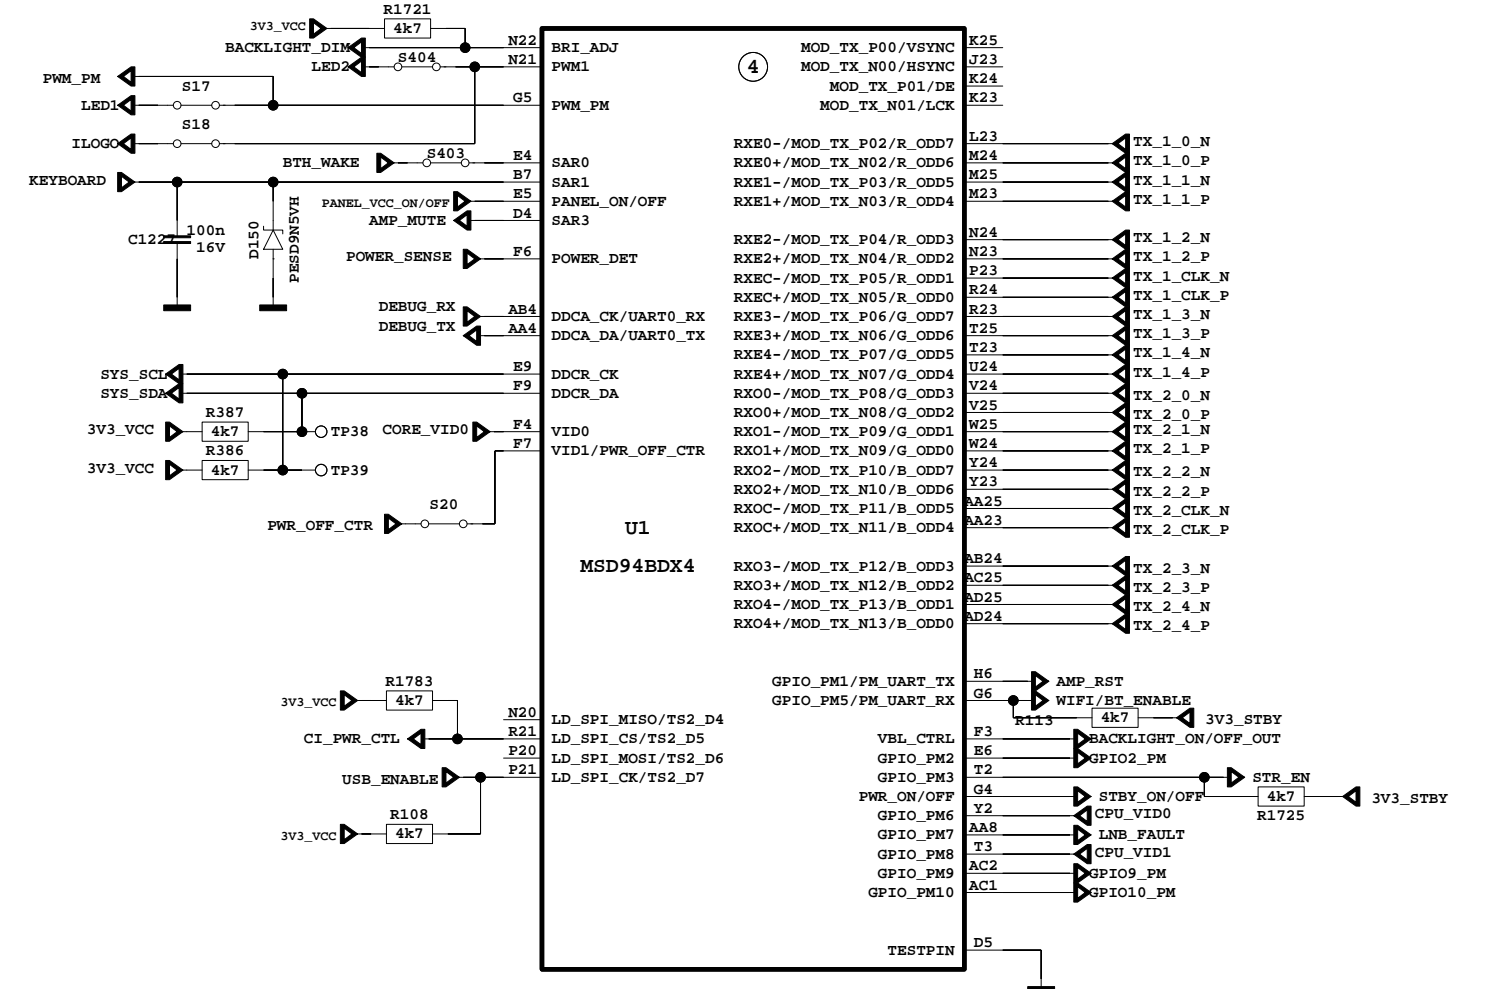 R1721
3V3_VCC
4k7
BACKLIGHT_DIM
N22
BRI_ADJ
LED2
S404
N21
PWM1
PWM_PM
S17
LED1
G5
PWM_PM
S18
ILOGO
BTH_WAKE
S403
E4
SAR0
KEYBOARD
B7
SAR1
PANEL_VCC_ON/OFF
E5
PANEL_ON/OFF
AMP_MUTE
D4
SAR3
C1227
100n
16V
D150
PESD9N5VH
POWER_SENSE
F6
POWER_DET
DEBUG_RX
AB4
DDCA_CK/UART0_RX
DEBUG_TX
AA4
DDCA_DA/UART0_TX
SYS_SCL
E9
DDCR_CK
SYS_SDA
F9
DDCR_DA
R387
3V3_VCC
4k7
TP38
CORE_VID0
F4
VID0
R386
3V3_VCC
4k7
TP39
F7
VID1/PWR_OFF_CTR
S20
PWR_OFF_CTR
U1
MSD94BDX4
4
R1783
3V3_VCC
4k7
N20
LD_SPI_MISO/TS2_D4
CI_PWR_CTL
R21
LD_SPI_CS/TS2_D5
P20
LD_SPI_MOSI/TS2_D6
USB_ENABLE
P21
LD_SPI_CK/TS2_D7
R108
3V3_VCC
4k7
MOD_TX_P00/VSYNC K25
MOD_TX_N00/HSYNC J23
MOD_TX_P01/DE K24
MOD_TX_N01/LCK K23
RXE0-/MOD_TX_P02/R_ODD7 L23 TX_1_0_N
RXE0+/MOD_TX_N02/R_ODD6 M24 TX_1_0_P
RXE1-/MOD_TX_P03/R_ODD5 M25 TX_1_1_N
RXE1+/MOD_TX_N03/R_ODD4 M23 TX_1_1_P
RXE2-/MOD_TX_P04/R_ODD3 N24 TX_1_2_N
RXE2+/MOD_TX_N04/R_ODD2 N23 TX_1_2_P
RXEC-/MOD_TX_P05/R_ODD1 P23 TX_1_CLK_N
RXEC+/MOD_TX_N05/R_ODD0 R24 TX_1_CLK_P
RXE3-/MOD_TX_P06/G_ODD7 R23 TX_1_3_N
RXE3+/MOD_TX_N06/G_ODD6 T25 TX_1_3_P
RXE4-/MOD_TX_P07/G_ODD5 T23 TX_1_4_N
RXE4+/MOD_TX_N07/G_ODD4 U24 TX_1_4_P
RXO0-/MOD_TX_P08/G_ODD3 V24 TX_2_0_N
RXO0+/MOD_TX_N08/G_ODD2 V25 TX_2_0_P
RXO1-/MOD_TX_P09/G_ODD1 W25 TX_2_1_N
RXO1+/MOD_TX_N09/G_ODD0 W24 TX_2_1_P
RXO2-/MOD_TX_P10/B_ODD7 Y24 TX_2_2_N
RXO2+/MOD_TX_N10/B_ODD6 Y23 TX_2_2_P
RXOC-/MOD_TX_P11/B_ODD5 AA25 TX_2_CLK_N
RXOC+/MOD_TX_N11/B_ODD4 AA23 TX_2_CLK_P
RXO3-/MOD_TX_P12/B_ODD3 AB24 TX_2_3_N
RXO3+/MOD_TX_N12/B_ODD2 AC25 TX_2_3_P
RXO4-/MOD_TX_P13/B_ODD1 AD25 TX_2_4_N
RXO4+/MOD_TX_N13/B_ODD0 AD24 TX_2_4_P
GPIO_PM1/PM_UART_TX H6 AMP_RST
GPIO_PM5/PM_UART_RX G6 WIFI/BT_ENABLE
R113 4k7 3V3_STBY
VBL_CTRL F3 BACKLIGHT_ON/OFF_OUT
GPIO_PM2 E6 GPIO2_PM
GPIO_PM3 T2 STR_EN
PWR_ON/OFF G4 STBY_ON/OFF 4k7 3V3_STBY
R1725
GPIO_PM6 Y2 CPU_VID0
GPIO_PM7 AA8 LNB_FAULT
GPIO_PM8 T3 CPU_VID1
GPIO_PM9 AC2 GPIO9_PM
GPIO_PM10 AC1 GPIO10_PM
TESTPIN D5